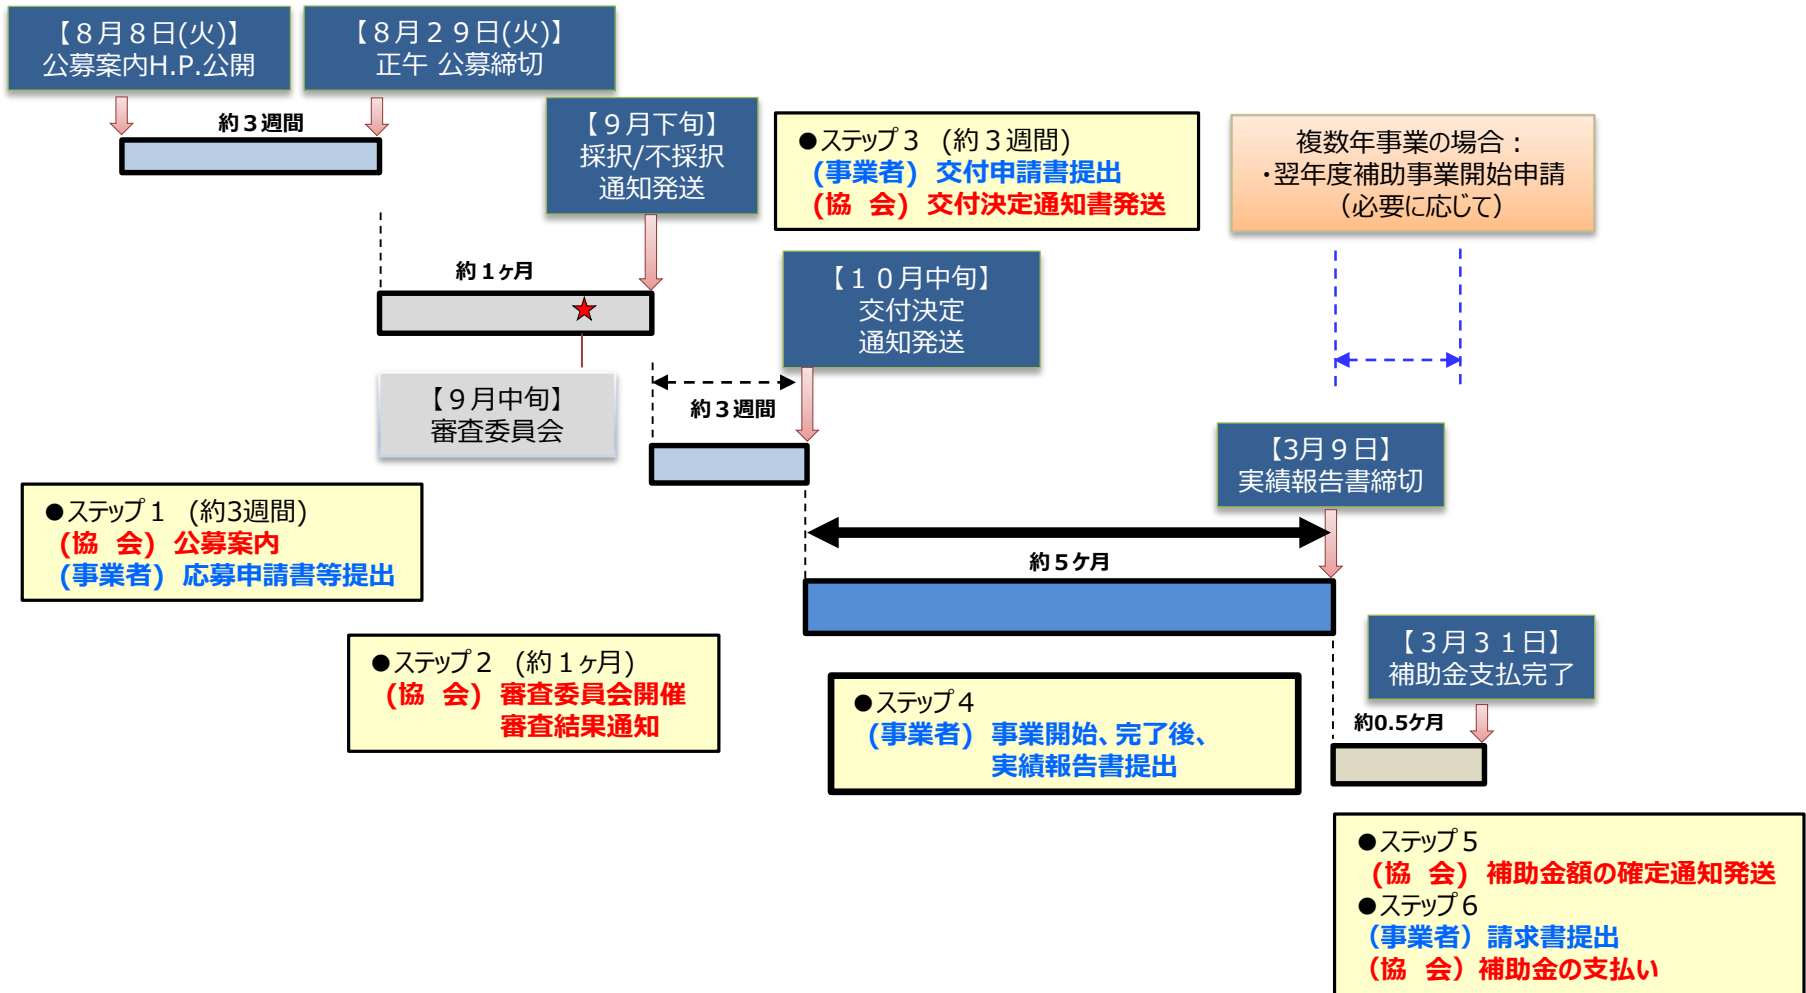 【８月８日(火)】
公募案内H.P.公開
【８月２９日(火)】
正午 公募締切
約３週間
【９月下旬】
採択/不採択
通知発送
●ステップ３ (約３週間)
(事業者) 交付申請書提出
(協 会) 交付決定通知書発送
複数年事業の場合：
・翌年度補助事業開始申請
（必要に応じて）
約１ヶ月
【１０月中旬】
交付決定
通知発送
【９月中旬】
審査委員会
約３週間
【3月９日】
実績報告書締切
●ステップ１ (約3週間)
(協 会) 公募案内
(事業者) 応募申請書等提出
約５ケ月
●ステップ２ (約１ヶ月)
(協 会) 審査委員会開催
審査結果通知
●ステップ４
(事業者) 事業開始、完了後、
実績報告書提出
【３月３１日】
補助金支払完了
約0.5ケ月
●ステップ５
(協 会) 補助金額の確定通知発送
●ステップ６
（事業者）請求書提出
（協 会）補助金の支払い